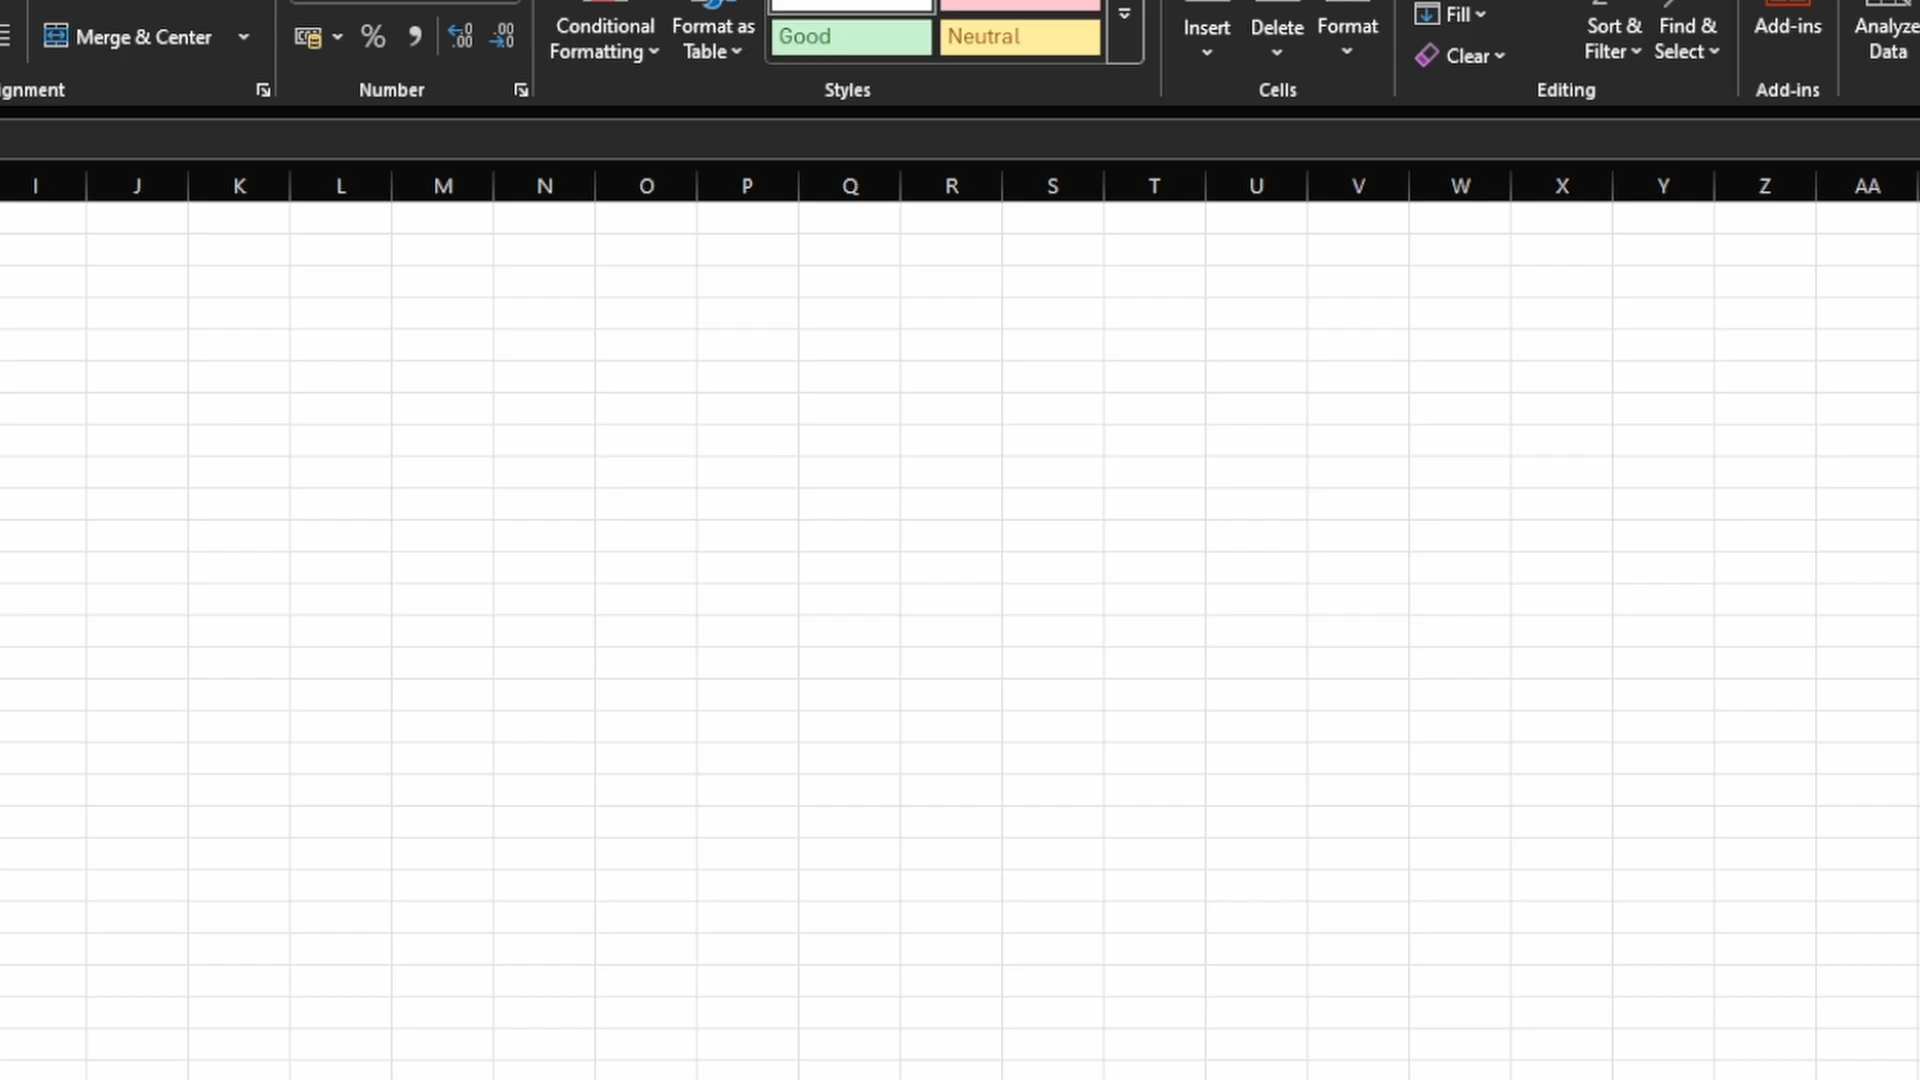 Merge & Center
%
Conditional Formatting
Format as Table
Good
Neutral
Insert
Delete
Format
Fill
Clear
Sort & Filter
Find & Select
Add-ins
Analyze Data
gnment
Number
Styles
Cells
Editing
Add-ins
I J K L M N O P Q R S T U V W X Y Z AA